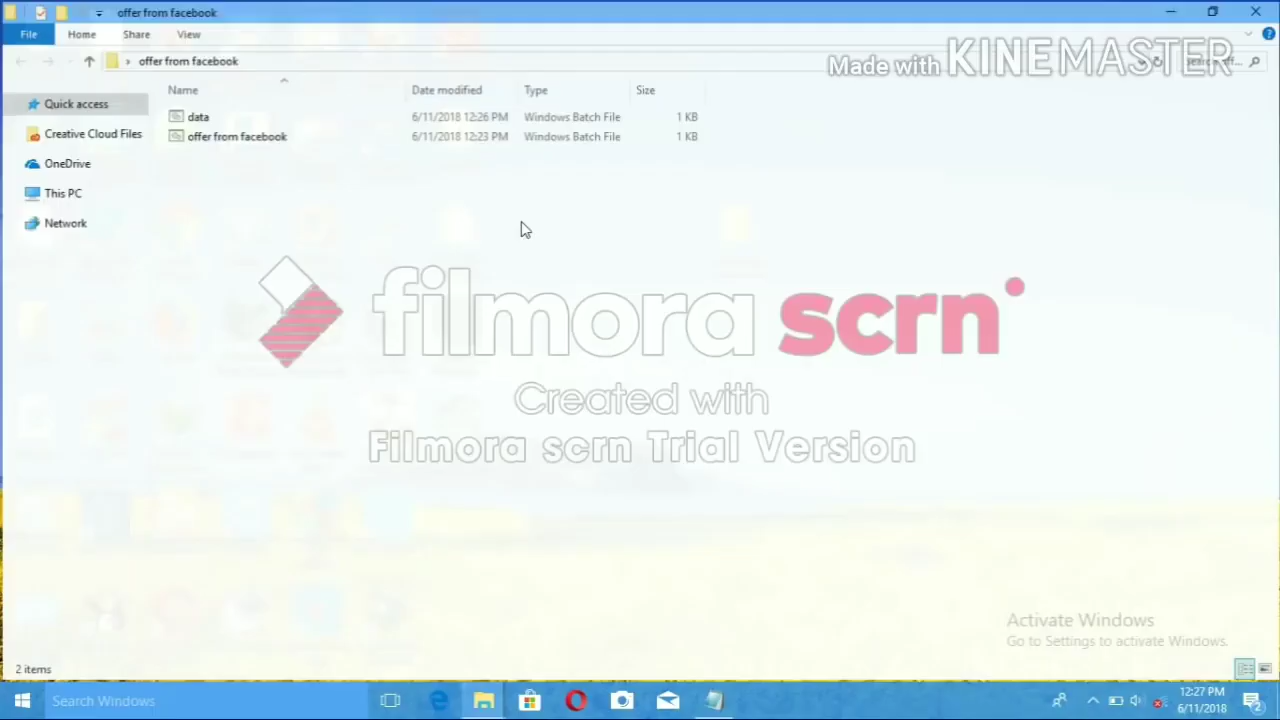 offer from facebook
File Home Share View
offer from facebook
Made with KINEMASTER
Name Date modified Type Size
Quick access
data 6/11/2018 12:26 PM Windows Batch File 1 KB
Creative Cloud Files
offer from facebook 6/11/2018 12:23 PM Windows Batch File 1 KB
OneDrive
This PC
Network
filmora scrn
Created with
Filmora scrn Trial Version
Activate Windows
Go to Settings to activate Windows.
2 items
Search Windows
12:27 PM
6/11/2018
2